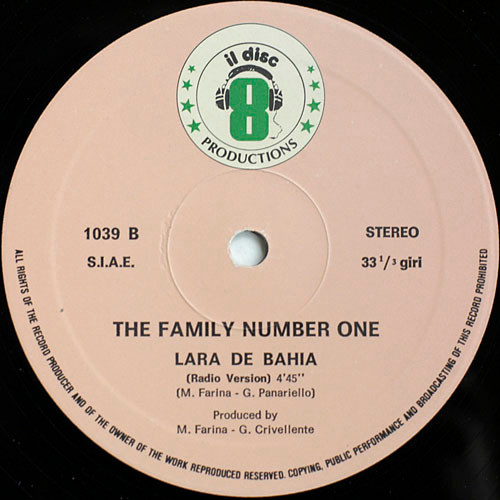 il disc
8
PRODUCTIONS
1039 B
STEREO
S.I.A.E.
33 1/3 giri
THE FAMILY NUMBER ONE
LARA DE BAHIA
(Radio Version) 4'45''
(M. Farina - G. Panariello)
Produced by
M. Farina - G. Crivellente
ALL RIGHTS OF THE RECORD PRODUCER AND OF THE OWNER OF THE WORK REPRODUCED RESERVED. COPYING, PUBLIC PERFORMANCE AND BROADCASTING OF THIS RECORD PROHIBITED